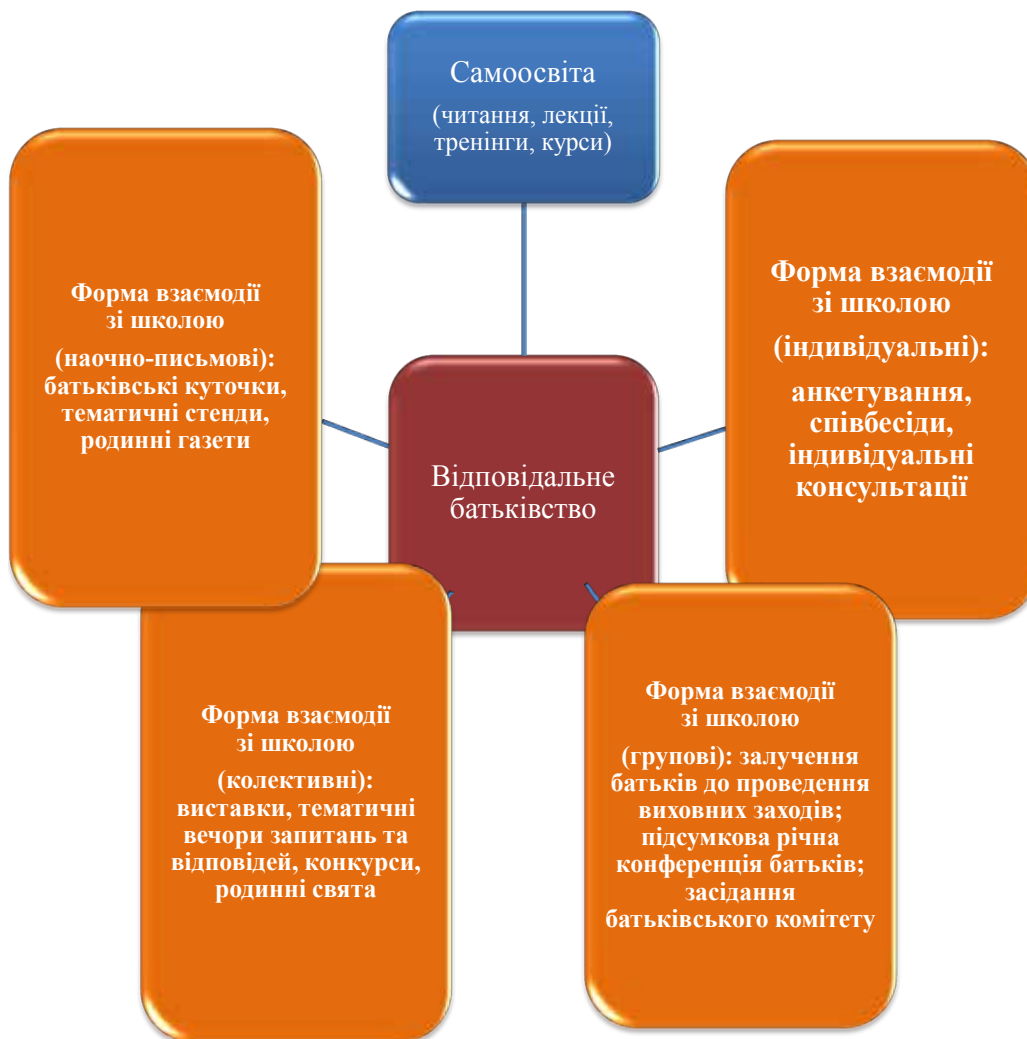 Самоосвіта
(читання, лекції,
тренінги, курси)
Форма взаємодії
зі школою
(наочно-письмові):
батьківські куточки,
тематичні стенди,
родинні газети
Форма взаємодії
зі школою
(індивідуальні):
анкетування,
співбесіди,
індивідуальні
консультації
Відповідальне
батьківство
Форма взаємодії
зі школою
(колективні):
виставки, тематичні
вечори запитань та
відповідей, конкурси,
родинні свята
Форма взаємодії
зі школою
(групові): залучення
батьків до проведення
виховних заходів;
підсумкова річна
конференція батьків;
засідання
батьківського комітету